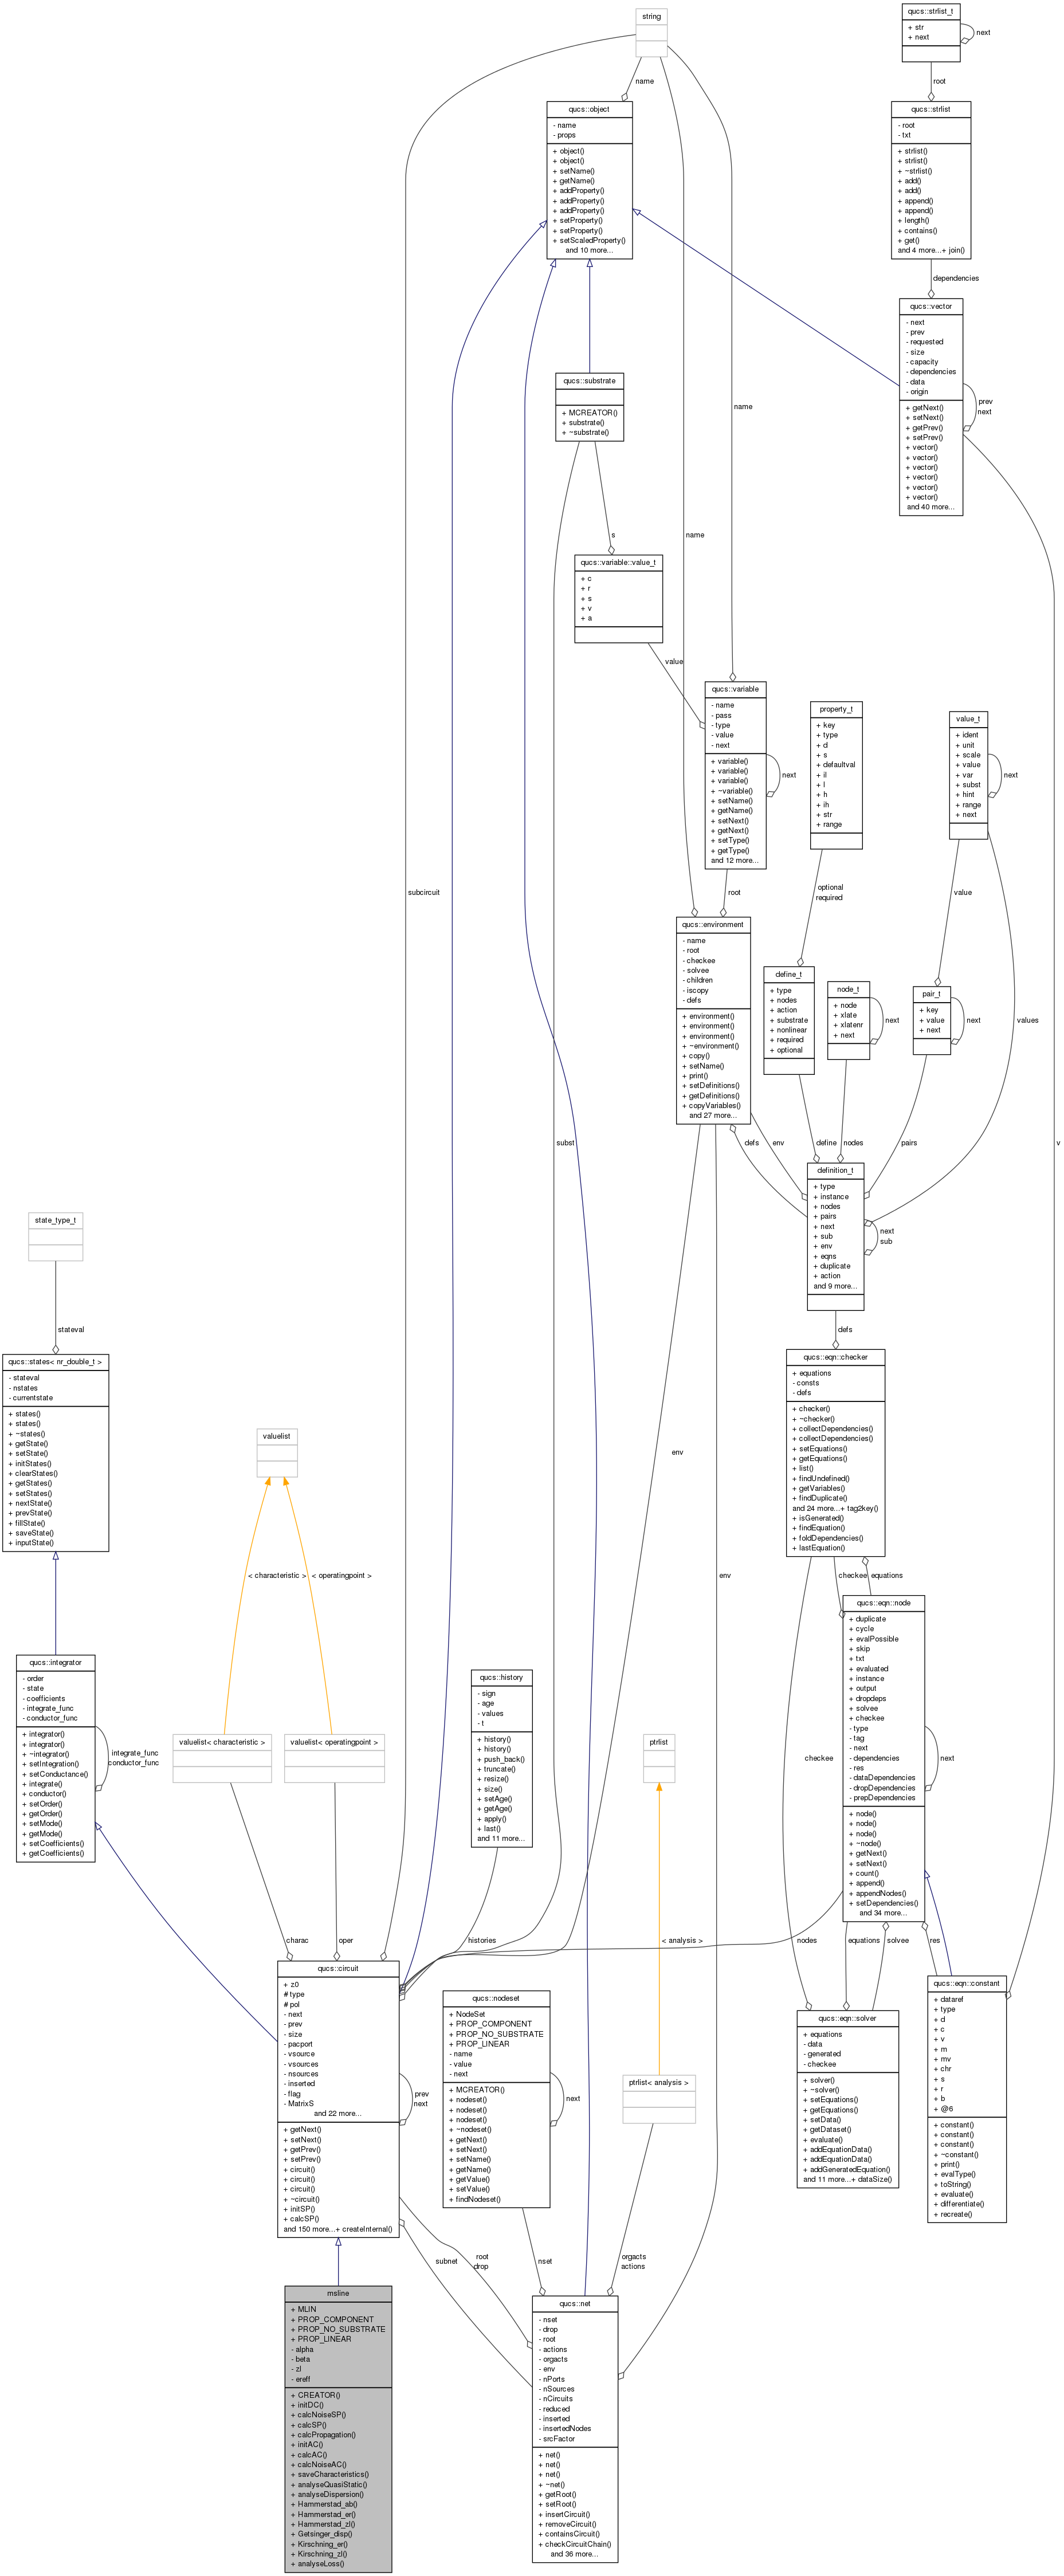 string
qucs::strlist_t
+ str
+ next
next
root
name
qucs::object
- name
- props
+ object()
+ object()
+ setName()
+ getName()
+ addProperty()
+ addProperty()
+ addProperty()
+ setProperty()
+ setProperty()
+ setScaledProperty()
and 10 more...
qucs::strlist
- root
- txt
+ strlist()
+ strlist()
+ ~strlist()
+ add()
+ add()
+ append()
+ append()
+ length()
+ contains()
+ get()
and 4 more...+ join()
dependencies
qucs::vector
- next
- prev
- requested
- size
- capacity
- dependencies
- data
- origin
+ getNext()
+ setNext()
+ getPrev()
+ setPrev()
+ vector()
+ vector()
+ vector()
+ vector()
+ vector()
+ vector()
and 40 more...
prev
next
qucs::substrate
+ MCREATOR()
+ substrate()
+ ~substrate()
name
name
s
qucs::variable::value_t
+ c
+ r
+ s
+ v
+ a
value
qucs::variable
- name
- pass
- type
- value
- next
+ variable()
+ variable()
+ variable()
+ ~variable()
+ setName()
+ getName()
+ setNext()
+ getNext()
+ setType()
+ getType()
and 12 more...
next
property_t
+ key
+ type
+ d
+ s
+ defaultval
+ il
+ l
+ h
+ ih
+ str
+ range
value_t
+ ident
+ unit
+ scale
+ value
+ var
+ subst
+ hint
+ range
+ next
next
subcircuit
root
optional
required
value
qucs::environment
- name
- root
- checkee
- solvee
- children
- iscopy
- defs
+ environment()
+ environment()
+ environment()
+ ~environment()
+ copy()
+ setName()
+ print()
+ setDefinitions()
+ getDefinitions()
+ copyVariables()
and 27 more...
define_t
+ type
+ nodes
+ action
+ substrate
+ nonlinear
+ required
+ optional
node_t
+ node
+ xlate
+ xlatenr
+ next
next
pair_t
+ key
+ value
+ next
next
values
subst
defs
env
define
nodes
pairs
v
definition_t
+ type
+ instance
+ nodes
+ pairs
+ next
+ sub
+ env
+ eqns
+ duplicate
+ action
and 9 more...
next
sub
state_type_t
stateval
defs
qucs::states< nr_double_t >
- stateval
- nstates
- currentstate
+ states()
+ states()
+ ~states()
+ getState()
+ setState()
+ initStates()
+ clearStates()
+ getStates()
+ setStates()
+ nextState()
+ prevState()
+ fillState()
+ saveState()
+ inputState()
valuelist
env
qucs::eqn::checker
+ equations
- consts
- defs
+ checker()
+ ~checker()
+ collectDependencies()
+ collectDependencies()
+ setEquations()
+ getEquations()
+ list()
+ findUndefined()
+ getVariables()
+ findDuplicate()
and 24 more...+ tag2key()
+ isGenerated()
+ findEquation()
+ foldDependencies()
+ lastEquation()
< characteristic >
< operatingpoint >
env
checkee
equations
qucs::eqn::node
+ duplicate
+ cycle
+ evalPossible
+ skip
+ txt
+ evaluated
+ instance
+ output
+ dropdeps
+ solvee
+ checkee
- type
- tag
- next
- dependencies
- res
- dataDependencies
- dropDependencies
- prepDependencies
+ node()
+ node()
+ node()
+ ~node()
+ getNext()
+ setNext()
+ count()
+ append()
+ appendNodes()
+ setDependencies()
and 34 more...
next
qucs::integrator
- order
- state
- coefficients
- integrate_func
- conductor_func
+ integrator()
+ integrator()
+ ~integrator()
+ setIntegration()
+ setConductance()
+ integrate()
+ conductor()
+ setOrder()
+ getOrder()
+ setMode()
+ getMode()
+ setCoefficients()
+ getCoefficients()
integrate_func
conductor_func
valuelist< characteristic >
valuelist< operatingpoint >
qucs::history
- sign
- age
- values
- t
+ history()
+ history()
+ push_back()
+ truncate()
+ resize()
+ size()
+ setAge()
+ getAge()
+ apply()
+ last()
and 11 more...
ptrlist
checkee
charac
oper
histories
< analysis >
nodes
equations
solvee
res
qucs::circuit
+ z0
# type
# pol
- next
- prev
- size
- pacport
- vsource
- vsources
- nsources
- inserted
- flag
- MatrixS
and 22 more...
+ getNext()
+ setNext()
+ getPrev()
+ setPrev()
+ circuit()
+ circuit()
+ circuit()
+ ~circuit()
+ initSP()
+ calcSP()
and 150 more...+ createInternal()
prev
next
qucs::nodeset
+ NodeSet
+ PROP_COMPONENT
+ PROP_NO_SUBSTRATE
+ PROP_LINEAR
- name
- value
- next
+ MCREATOR()
+ nodeset()
+ nodeset()
+ nodeset()
+ ~nodeset()
+ getNext()
+ setNext()
+ setName()
+ getName()
+ getValue()
+ setValue()
+ findNodeset()
next
ptrlist< analysis >
qucs::eqn::solver
+ equations
- data
- generated
- checkee
+ solver()
+ ~solver()
+ setEquations()
+ getEquations()
+ setData()
+ getDataset()
+ evaluate()
+ addEquationData()
+ addEquationData()
+ addGeneratedEquation()
and 11 more...+ dataSize()
qucs::eqn::constant
+ dataref
+ type
+ d
+ c
+ v
+ m
+ mv
+ chr
+ s
+ r
+ b
+ @6
+ constant()
+ constant()
+ constant()
+ ~constant()
+ print()
+ evalType()
+ toString()
+ evaluate()
+ differentiate()
+ recreate()
subnet
root
drop
nset
orgacts
actions
msline
+ MLIN
+ PROP_COMPONENT
+ PROP_NO_SUBSTRATE
+ PROP_LINEAR
- alpha
- beta
- zl
- ereff
+ CREATOR()
+ initDC()
+ calcNoiseSP()
+ calcSP()
+ calcPropagation()
+ initAC()
+ calcAC()
+ calcNoiseAC()
+ saveCharacteristics()
+ analyseQuasiStatic()
+ analyseDispersion()
+ Hammerstad_ab()
+ Hammerstad_er()
+ Hammerstad_zl()
+ Getsinger_disp()
+ Kirschning_er()
+ Kirschning_zl()
+ analyseLoss()
qucs::net
- nset
- drop
- root
- actions
- orgacts
- env
- nPorts
- nSources
- nCircuits
- reduced
- inserted
- insertedNodes
- srcFactor
+ net()
+ net()
+ net()
+ ~net()
+ getRoot()
+ setRoot()
+ insertCircuit()
+ removeCircuit()
+ containsCircuit()
+ checkCircuitChain()
and 36 more...